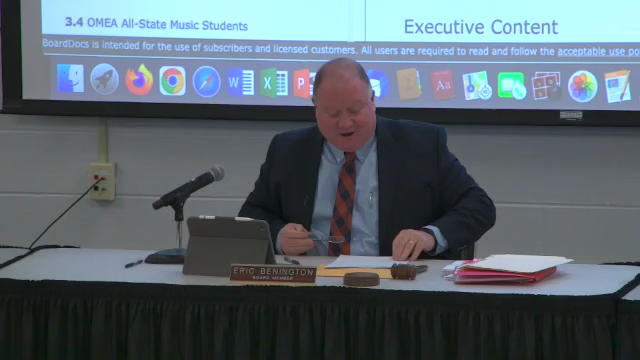 3.4 OMEA All-State Music Students
Executive Content
BoardDocs is intended for the use of subscribers and licensed customers. All users are required to read and follow the acceptable use po
W
X
P
Aa
ERIC BENINGTON
BOARD MEMBER